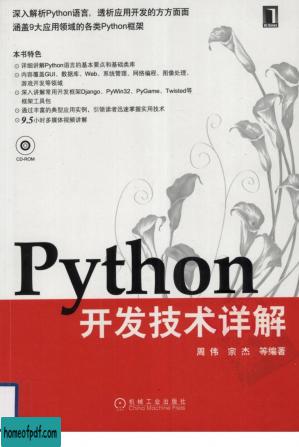 深入解析Python语言，透析应用开发的方方面面
涵盖9大应用领域的各类Python框架
本书特色
详细讲解Python语言的基本要点和基础类库
内容覆盖GUI、数据库、Web、系统管理、网络编程、图像处理、
游戏开发等领域
深入讲解常用开发框架Django、PyWin32、PyGame、Twisted等
框架工具包
通过丰富的典型应用实例，引领读者迅速掌握实用技术
9.5小时多媒体视频讲解
CD-ROM
Python
开发技术详解
周伟 宗杰 等编著
机械工业出版社
China Machine Press
homeofpdf.com